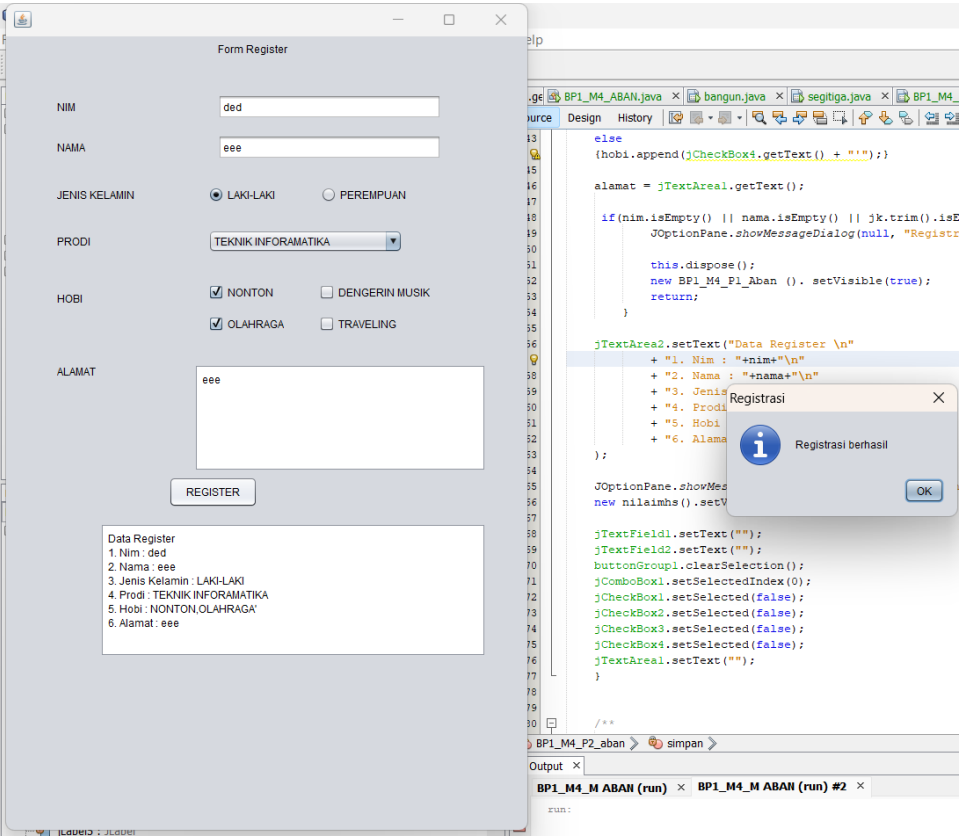 Form Register
NIM
ded
NAMA
eee
JENIS KELAMIN
LAKI-LAKI
PEREMPUAN
PRODI
TEKNIK INFORAMATIKA
HOBI
NONTON
DENGERIN MUSIK
OLAHRAGA
TRAVELING
ALAMAT
eee
REGISTER
Data Register
1. Nim : ded
2. Nama : eee
3. Jenis Kelamin : LAKI-LAKI
4. Prodi : TEKNIK INFORAMATIKA
5. Hobi : NONTON,OLAHRAGA'
6. Alamat : eee
jLabel5 : JLabel
elp
.ge BP1_M4_ABAN.java × bangun.java × segitiga.java × BP1_M4_
urce Design History
else
{hobi.append(jCheckBox4.getText() + "'");}
alamat = jTextArea1.getText();
if(nim.isEmpty() || nama.isEmpty() || jk.trim().isE
JOptionPane.showMessageDialog(null, "Registr
this.dispose();
new BP1_M4_P1_Aban (). setVisible(true);
return;
}
jTextArea2.setText("Data Register \n"
+ "1. Nim : "+nim+"\n"
+ "2. Nama : "+nama+"\n"
+ "3. Jenis
+ "4. Prodi
+ "5. Hobi
+ "6. Alama
);
JOptionPane.showMes
new nilaimhs().setV
jTextField1.setText("");
jTextField2.setText("");
buttonGroup1.clearSelection();
jComboBox1.setSelectedIndex(0);
jCheckBox1.setSelected(false);
jCheckBox2.setSelected(false);
jCheckBox3.setSelected(false);
jCheckBox4.setSelected(false);
jTextArea1.setText("");
}
/**
Registrasi
Registrasi berhasil
OK
BP1_M4_P2_aban simpan
Output ×
BP1_M4_M ABAN (run) × BP1_M4_M ABAN (run) #2 ×
run: